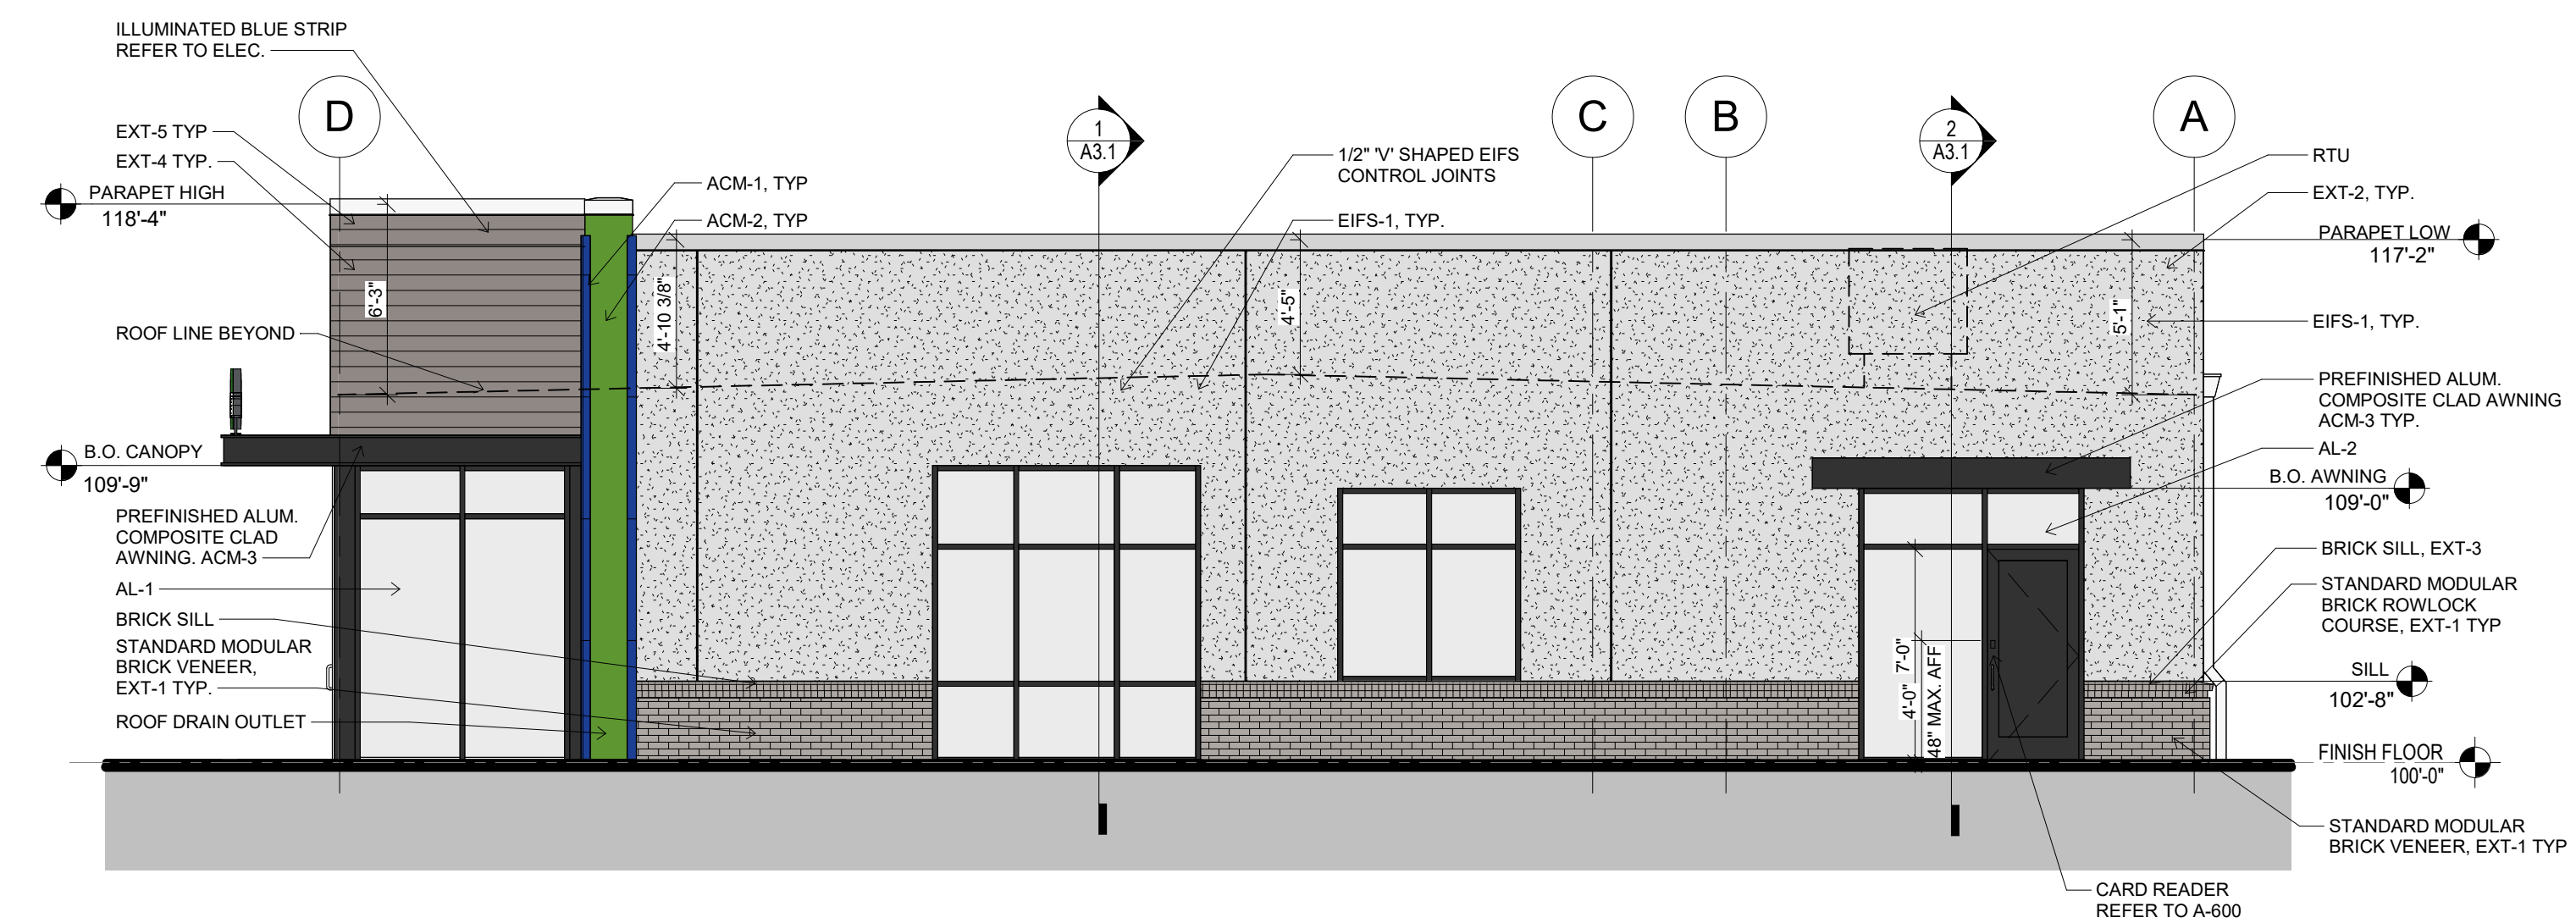 ILLUMINATED BLUE STRIP
REFER TO ELEC.
D
C
B
A
1
A3.1
2
A3.1
EXT-5 TYP
EXT-4 TYP.
PARAPET HIGH
118'-4"
ACM-1, TYP
ACM-2, TYP
1/2" 'V' SHAPED EIFS
CONTROL JOINTS
EIFS-1, TYP.
RTU
EXT-2, TYP.
PARAPET LOW
117'-2"
6'-3"
4'-10 3/8"
4'-5"
5'-1"
ROOF LINE BEYOND
EIFS-1, TYP.
PREFINISHED ALUM.
COMPOSITE CLAD AWNING
ACM-3 TYP.
AL-2
B.O. CANOPY
109'-9"
B.O. AWNING
109'-0"
PREFINISHED ALUM.
COMPOSITE CLAD
AWNING. ACM-3
AL-1
BRICK SILL
STANDARD MODULAR
BRICK VENEER,
EXT-1 TYP.
ROOF DRAIN OUTLET
BRICK SILL, EXT-3
STANDARD MODULAR
BRICK ROWLOCK
COURSE, EXT-1 TYP
7'-0"
4'-0"
48" MAX. AFF
SILL
102'-8"
FINISH FLOOR
100'-0"
STANDARD MODULAR
BRICK VENEER, EXT-1 TYP
CARD READER
REFER TO A-600